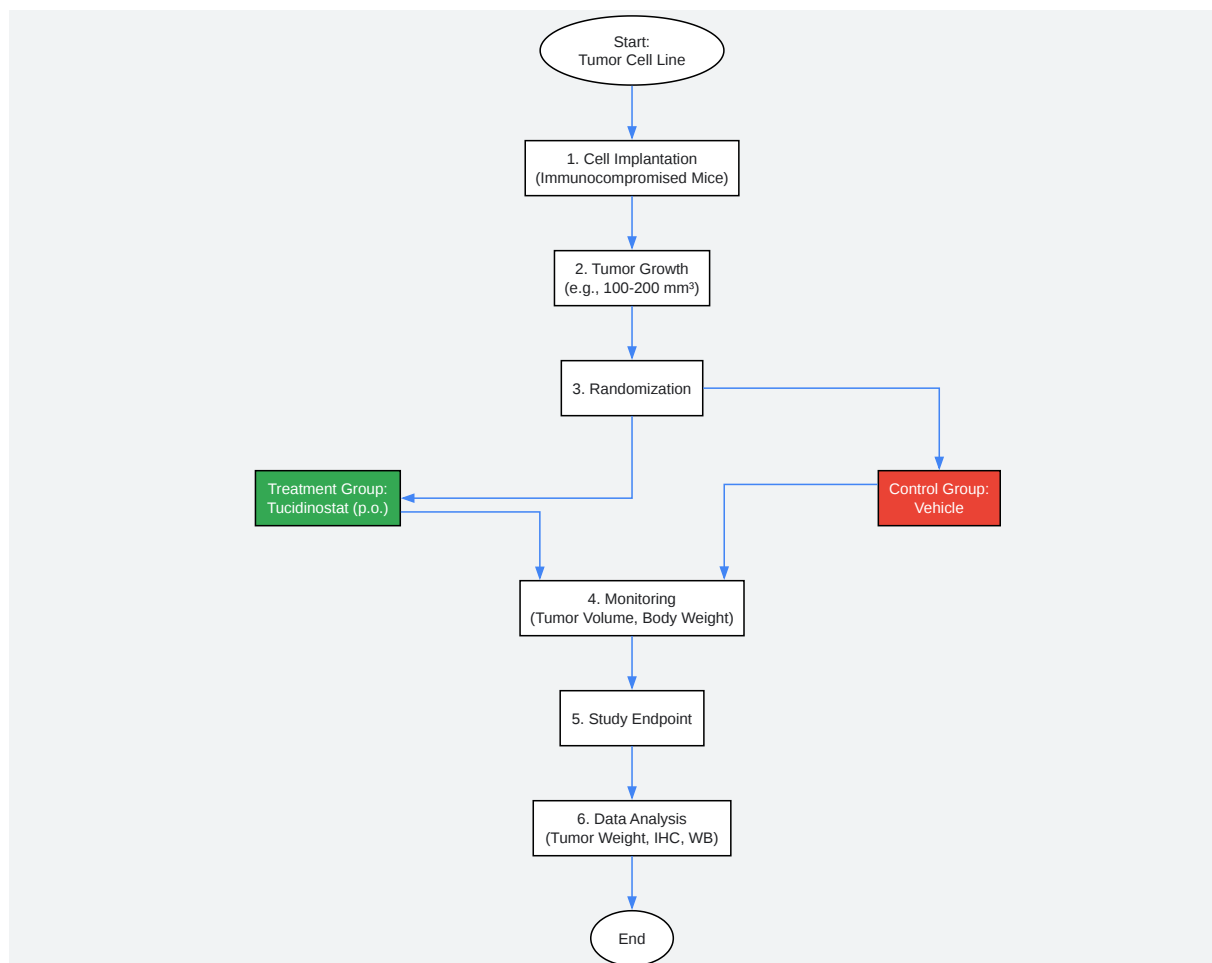 Start:
Tumor Cell Line
1. Cell Implantation
(Immunocompromised Mice)
2. Tumor Growth
(e.g., 100-200 mm³)
3. Randomization
Treatment Group:
Tucidinostat (p.o.)
Control Group:
Vehicle
4. Monitoring
(Tumor Volume, Body Weight)
5. Study Endpoint
6. Data Analysis
(Tumor Weight, IHC, WB)
End